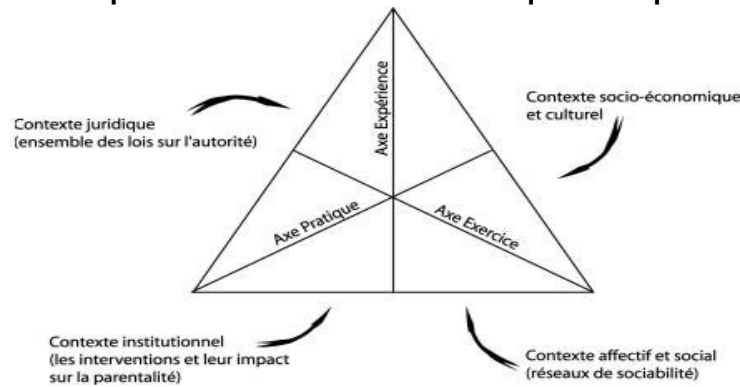 Axe Expérience
Contexte juridique
(ensemble des lois sur l'autorité)
Contexte socio-économique
et culturel
Axe Pratique
Axe Exercice
Contexte institutionnel
(les interventions et leur impact
sur la parentalité)
Contexte affectif et social
(réseaux de sociabilité)